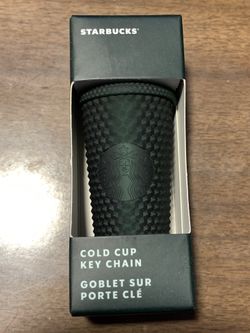 STARBUCKS®
COLD CUP
KEY CHAIN
GOBLET SUR
PORTE CLÉ